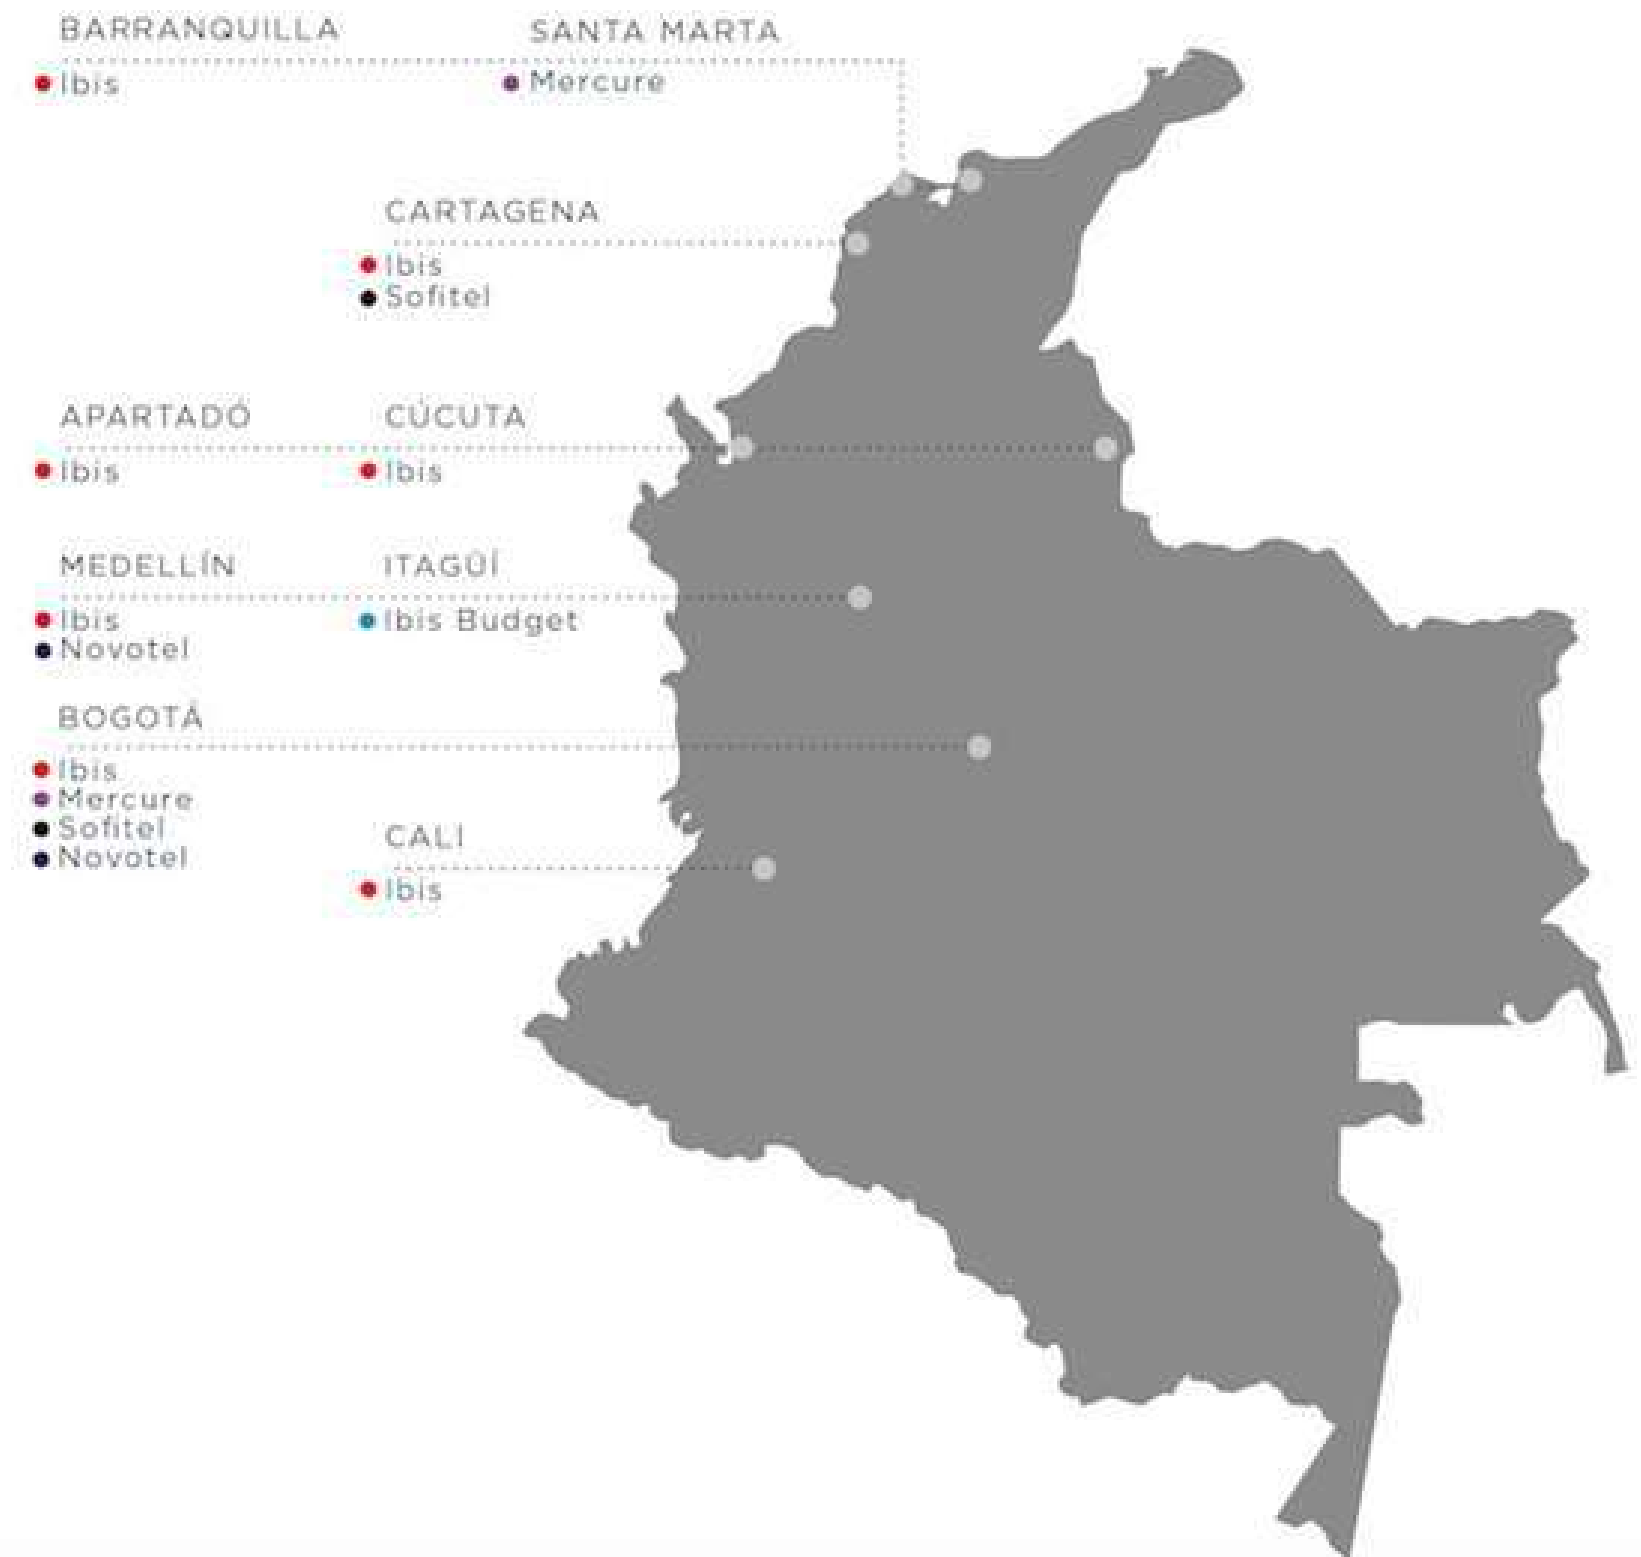 BARRANQUILLA
Ibis
SANTA MARTA
Mercure
CARTAGENA
Ibis
Sofitel
APARTADÓ
Ibis
CÚCUTA
Ibis
MEDELLÍN
Ibis
Novotel
ITAGÜÍ
Ibis Budget
BOGOTÁ
Ibis
Mercure
Sofitel
Novotel
CALI
Ibis